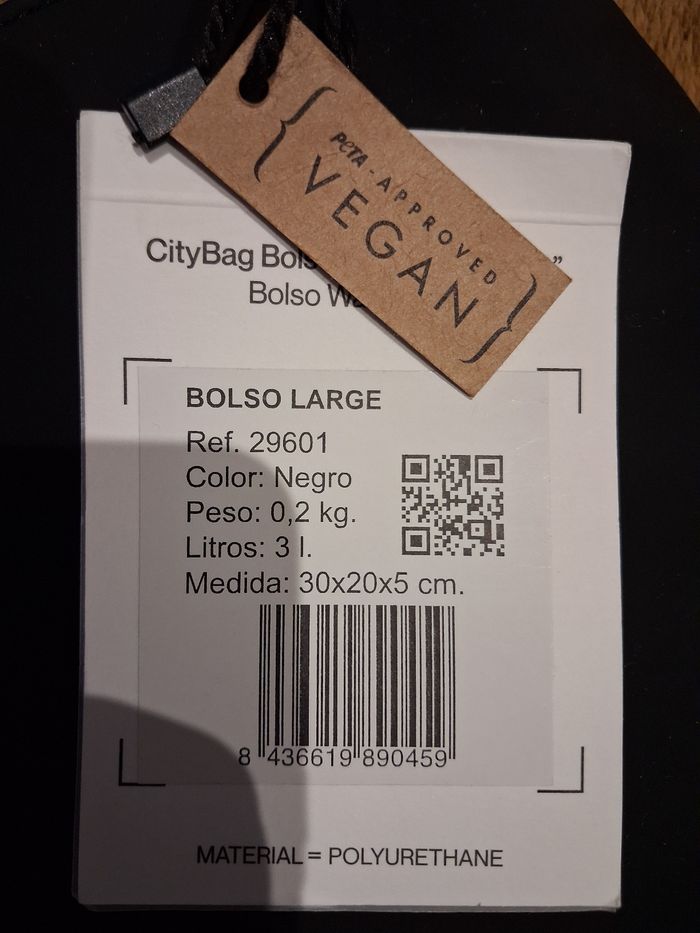 { PETA-APPROVED
VEGAN }
CityBag ”
Bolso
BOLSO LARGE
Ref. 29601
Color: Negro
Peso: 0,2 kg.
Litros: 3 l.
Medida: 30x20x5 cm.
8 436619 890459
MATERIAL = POLYURETHANE